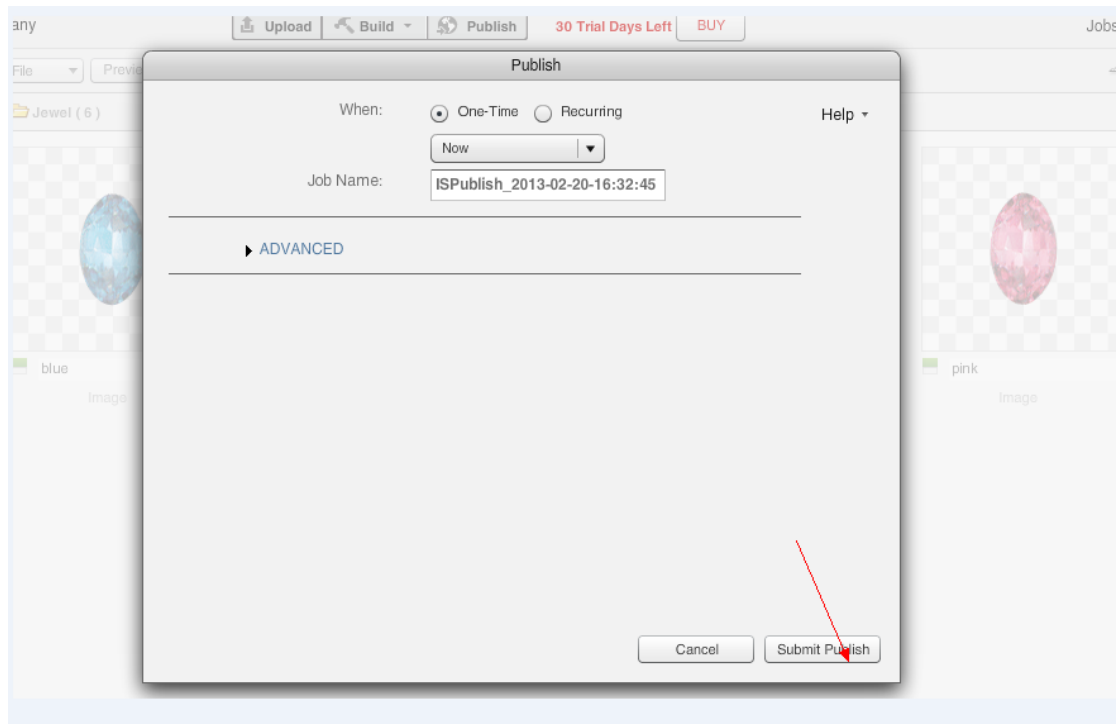 any
Upload Build Publish 30 Trial Days Left BUY Jobs
File Previe
Publish
Jewel ( 6 )
When: One-Time Recurring Help
Now
Job Name: ISPublish_2013-02-20-16:32:45
ADVANCED
blue pink
Image Image
Cancel Submit Publish